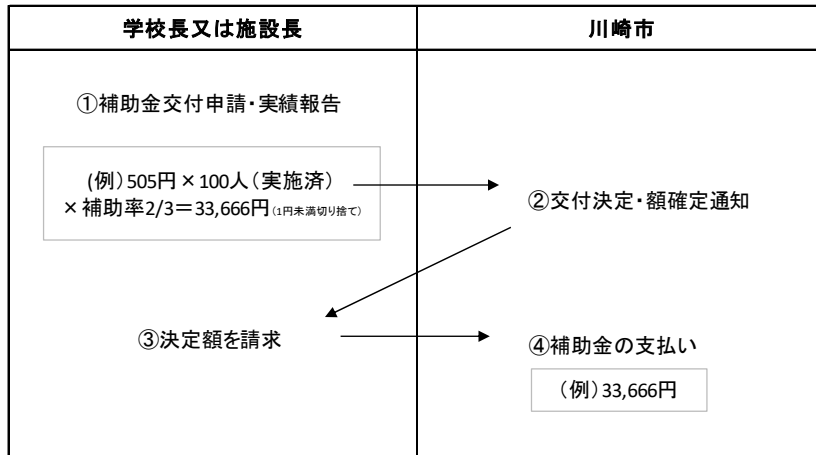 学校長又は施設長
川崎市
①補助金交付申請・実績報告
(例)505円×100人(実施済)
×補助率2/3＝33,666円(1円未満切り捨て)
②交付決定・額確定通知
③決定額を請求
④補助金の支払い
(例)33,666円